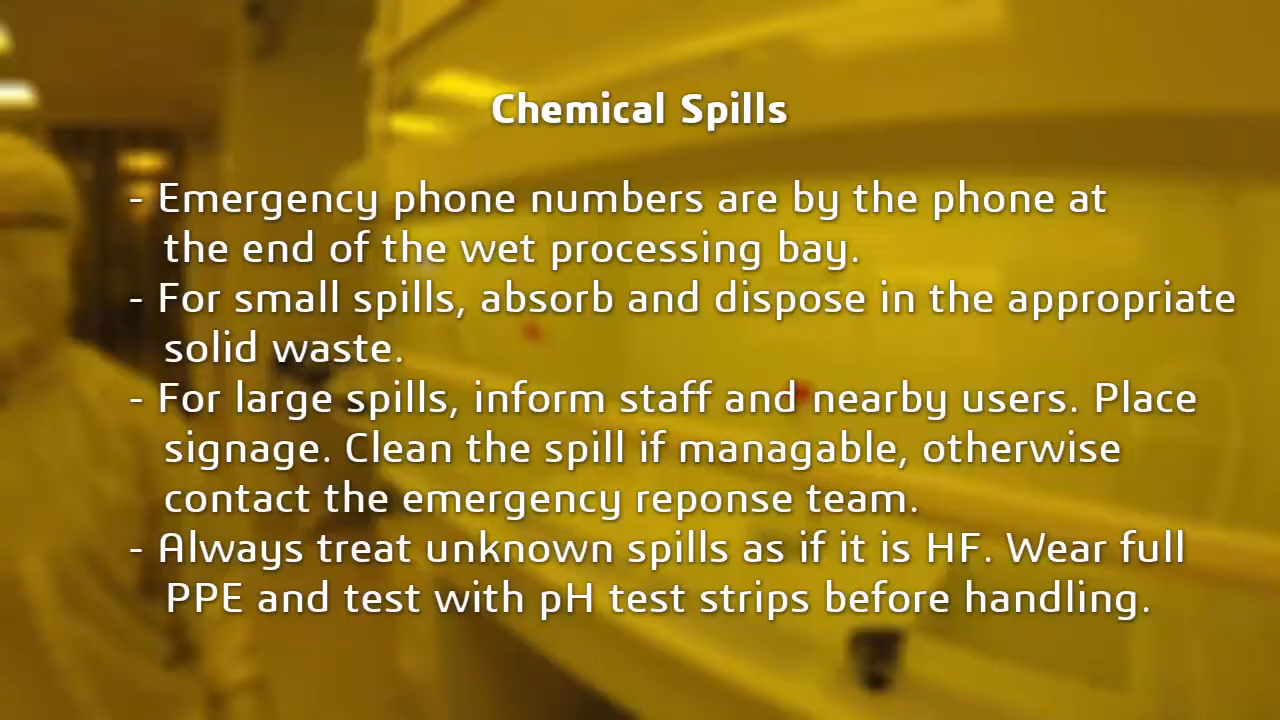 Chemical Spills
- Emergency phone numbers are by the phone at
the end of the wet processing bay.
- For small spills, absorb and dispose in the appropriate
solid waste.
- For large spills, inform staff and nearby users. Place
signage. Clean the spill if managable, otherwise
contact the emergency reponse team.
- Always treat unknown spills as if it is HF. Wear full
PPE and test with pH test strips before handling.